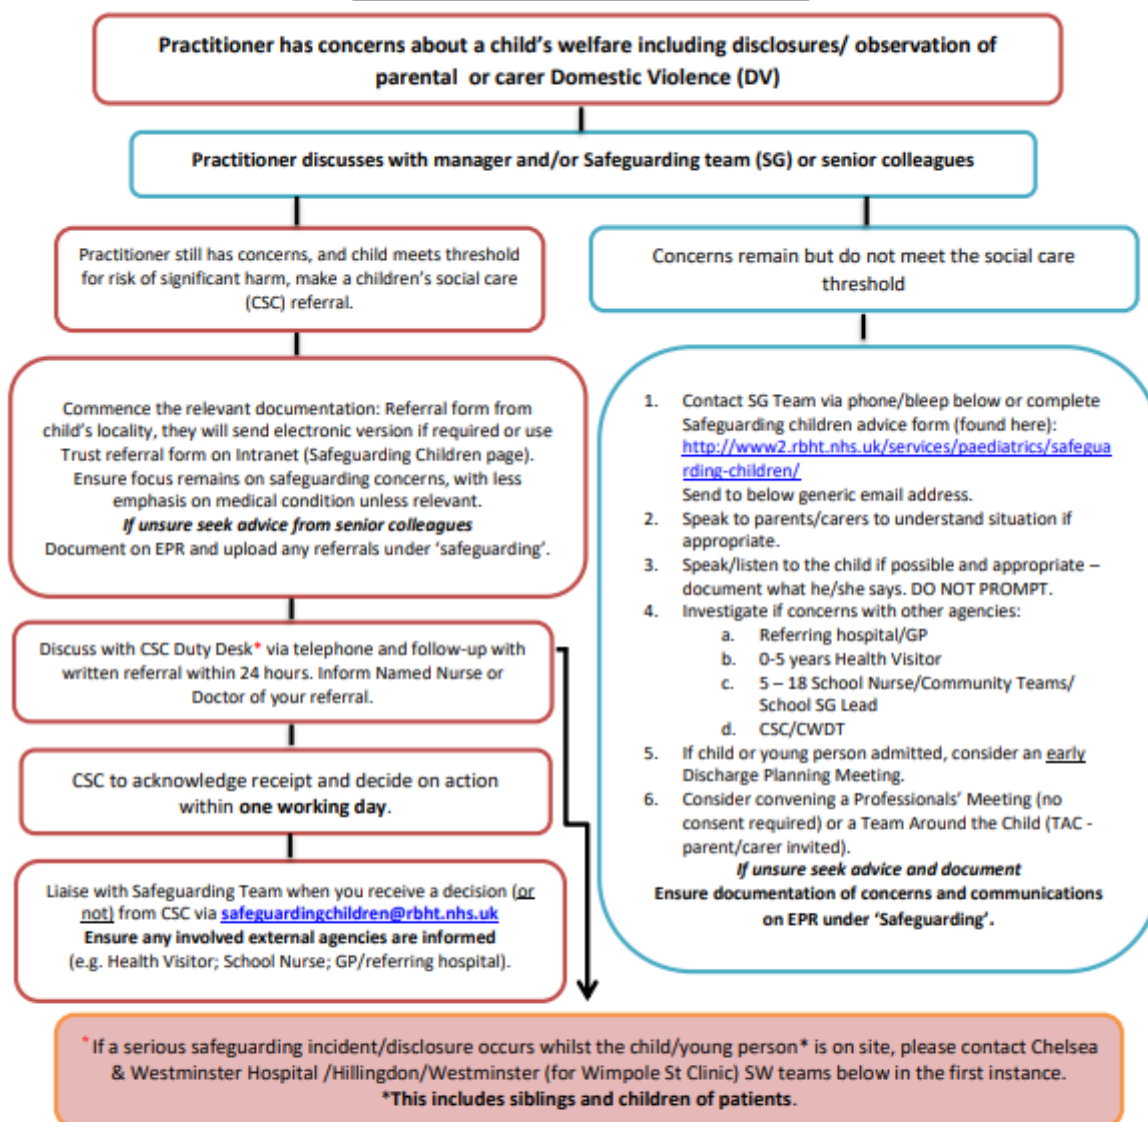 Practitioner has concerns about a child's welfare including disclosures/ observation of
parental or carer Domestic Violence (DV)
Practitioner discusses with manager and/or Safeguarding team (SG) or senior colleagues
Practitioner still has concerns, and child meets threshold
for risk of significant harm, make a children's social care
(CSC) referral.
Commence the relevant documentation: Referral form from
child's locality, they will send electronic version if required or use
Trust referral form on Intranet (Safeguarding Children page).
Ensure focus remains on safeguarding concerns, with less
emphasis on medical condition unless relevant.
If unsure seek advice from senior colleagues
Document on EPR and upload any referrals under 'safeguarding'.
Discuss with CSC Duty Desk* via telephone and follow-up with
written referral within 24 hours. Inform Named Nurse or
Doctor of your referral.
CSC to acknowledge receipt and decide on action
within one working day.
Liaise with Safeguarding Team when you receive a decision (or
not) from CSC via safeguardingchildren@rbht.nhs.uk
Ensure any involved external agencies are informed
(e.g. Health Visitor; School Nurse; GP/referring hospital).
Concerns remain but do not meet the social care
threshold
1. Contact SG Team via phone/bleep below or complete
Safeguarding children advice form (found here):
http://www2.rbht.nhs.uk/services/paediatrics/safegua
rding-children/
Send to below generic email address.
2. Speak to parents/carers to understand situation if
appropriate.
3. Speak/listen to the child if possible and appropriate –
document what he/she says. DO NOT PROMPT.
4. Investigate if concerns with other agencies:
a. Referring hospital/GP
b. 0-5 years Health Visitor
c. 5 – 18 School Nurse/Community Teams/
School SG Lead
d. CSC/CWDT
5. If child or young person admitted, consider an early
Discharge Planning Meeting.
6. Consider convening a Professionals' Meeting (no
consent required) or a Team Around the Child (TAC -
parent/carer invited).
If unsure seek advice and document
Ensure documentation of concerns and communications
on EPR under 'Safeguarding'.
* If a serious safeguarding incident/disclosure occurs whilst the child/young person* is on site, please contact Chelsea
& Westminster Hospital /Hillingdon/Westminster (for Wimpole St Clinic) SW teams below in the first instance.
*This includes siblings and children of patients.